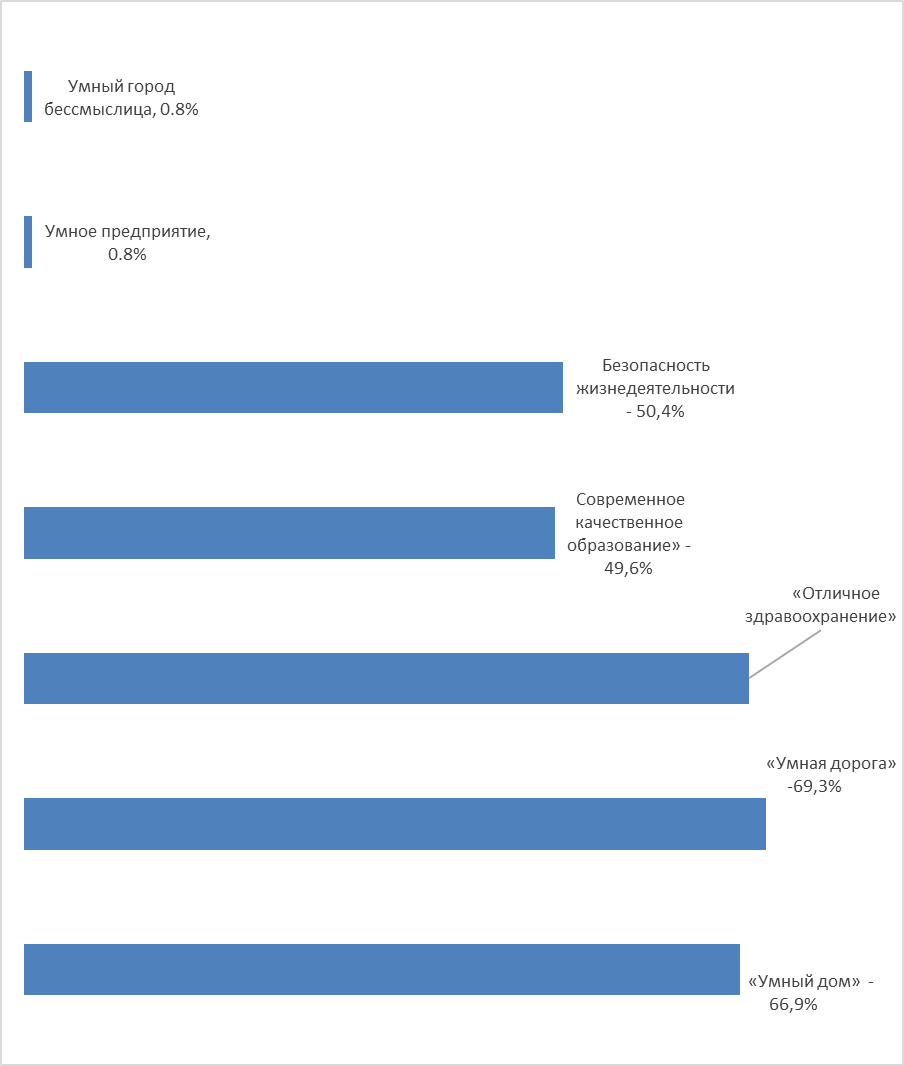 Умный город
бессмыслица, 0.8%
Умное предприятие,
0.8%
Безопасность
жизнедеятельности
- 50,4%
Современное
качественное
образование» -
49,6%
«Отличное
здравоохранение»
«Умная дорога»
-69,3%
«Умный дом»  -
66,9%